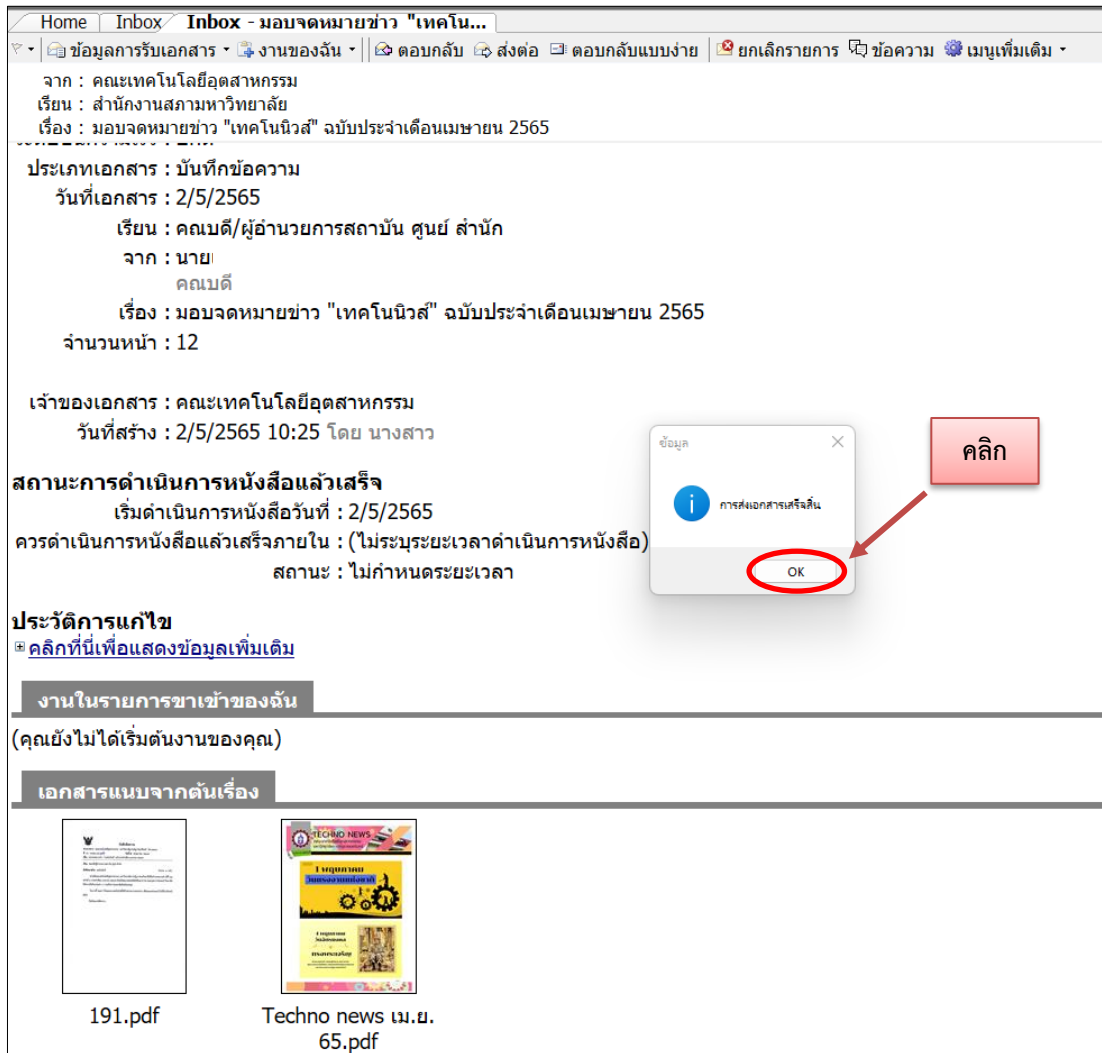 Home Inbox Inbox - มอบจดหมายข่าว "เทคโน...
ข้อมูลการรับเอกสาร งานของฉัน ตอบกลับ ส่งต่อ ตอบกลับแบบง่าย ยกเลิกรายการ ข้อความ เมนูเพิ่มเติม
จาก : คณะเทคโนโลยีอุตสาหกรรม
เรียน : สำนักงานสภามหาวิทยาลัย
เรื่อง : มอบจดหมายข่าว "เทคโนนิวส์" ฉบับประจำเดือนเมษายน 2565
ประเภทเอกสาร : บันทึกข้อความ
วันที่เอกสาร : 2/5/2565
เรียน : คณบดี/ผู้อำนวยการสถาบัน ศูนย์ สำนัก
จาก : นาย
คณบดี
เรื่อง : มอบจดหมายข่าว "เทคโนนิวส์" ฉบับประจำเดือนเมษายน 2565
จำนวนหน้า : 12
เจ้าของเอกสาร : คณะเทคโนโลยีอุตสาหกรรม
วันที่สร้าง : 2/5/2565 10:25 โดย นางสาว
ข้อมูล
คลิก
การส่งเอกสารเสร็จสิ้น
OK
สถานะการดำเนินการหนังสือแล้วเสร็จ
เริ่มดำเนินการหนังสือวันที่ : 2/5/2565
ควรดำเนินการหนังสือแล้วเสร็จภายใน : (ไม่ระบุระยะเวลาดำเนินการหนังสือ)
สถานะ : ไม่กำหนดระยะเวลา
ประวัติการแก้ไข
คลิกที่นี่เพื่อแสดงข้อมูลเพิ่มเติม
งานในรายการขาเข้าของฉัน
(คุณยังไม่ได้เริ่มต้นงานของคุณ)
เอกสารแนบจากต้นเรื่อง
TECHNO NEWS
1 พฤษภาคม
วันแรงงานแห่งชาติ
191.pdf
Techno news เม.ย.
65.pdf